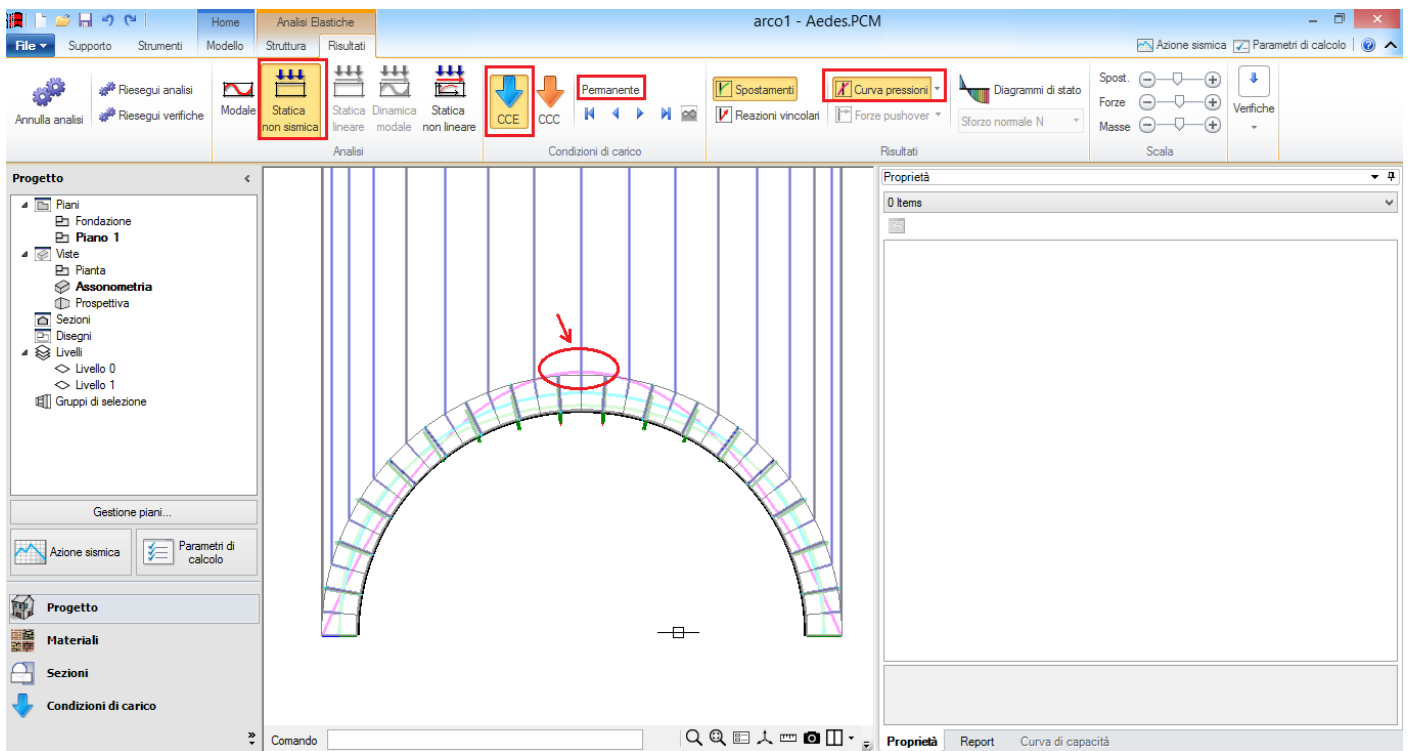 arco1 - Aedes.PCM
Home
Analisi Elastiche
File
Supporto
Strumenti
Modello
Struttura
Risultati
Azione sismica
Parametri di calcolo
Annulla analisi
Riesegui analisi
Riesegui verifiche
Modale
Statica
non sismica
Statica
lineare
Dinamica
modale
Statica
non lineare
Analisi
CCE
CCC
Permanente
Condizioni di carico
Spostamenti
Reazioni vincolari
Curva pressioni
Forze pushover
Diagrammi di stato
Sforzo normale N
Risultati
Spost.
Forze
Masse
Scala
Verifiche
Progetto
Piani
Fondazione
Piano 1
Viste
Pianta
Assonometria
Prospettiva
Sezioni
Disegni
Livelli
Livello 0
Livello 1
Gruppi di selezione
Gestione piani...
Azione sismica
Parametri di
calcolo
Progetto
Materiali
Sezioni
Condizioni di carico
Comando
Proprietà
0 Items
Proprietà
Report
Curva di capacità